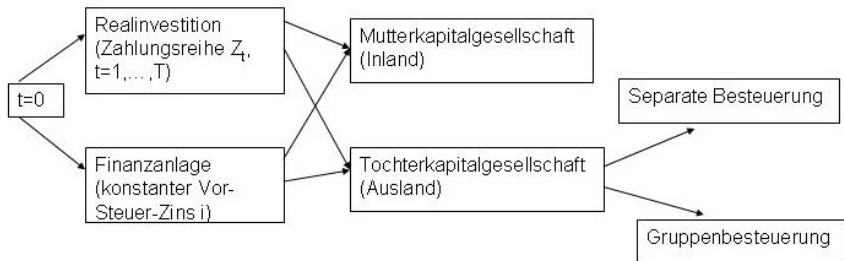 Realinvestition
(Zahlungsreihe Zt,
t=1,...,T)
Mutterkapitalgesellschaft
(Inland)
t=0
Separate Besteuerung
Finanzanlage
(konstanter Vor-
Steuer-Zins i)
Tochterkapitalgesellschaft
(Ausland)
Gruppenbesteuerung